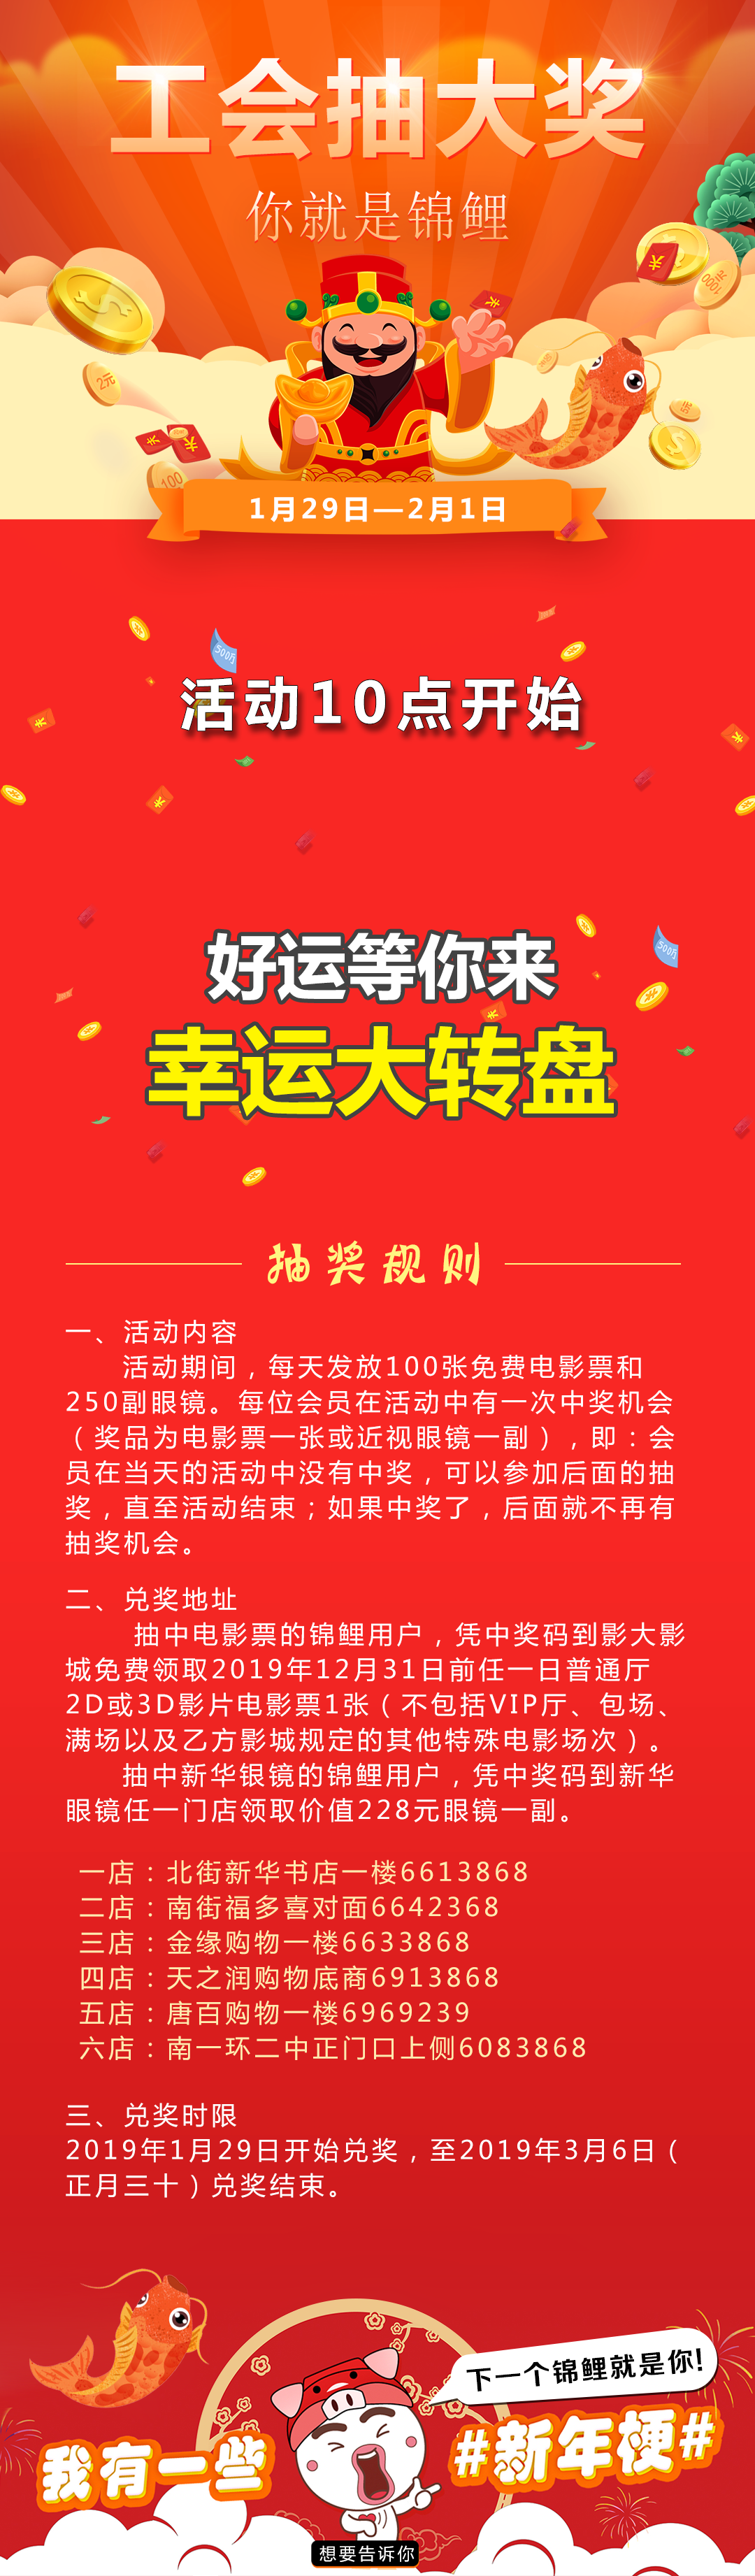 工会抽大奖
你就是锦鲤
1000元
2元
100
1月29日—2月1日
500万
活动10点开始
500万
好运等你来
幸运大转盘
抽奖规则
一、活动内容
活动期间，每天发放100张免费电影票和
250副眼镜。每位会员在活动中有一次中奖机会
（奖品为电影票一张或近视眼镜一副），即：会
员在当天的活动中没有中奖，可以参加后面的抽
奖，直至活动结束；如果中奖了，后面就不再有
抽奖机会。
二、兑奖地址
抽中电影票的锦鲤用户，凭中奖码到影大影
城免费领取2019年12月31日前任一日普通厅
2D或3D影片电影票1张（不包括VIP厅、包场、
满场以及乙方影城规定的其他特殊电影场次）。
抽中新华银镜的锦鲤用户，凭中奖码到新华
眼镜任一门店领取价值228元眼镜一副。
一店：北街新华书店一楼6613868
二店：南街福多喜对面6642368
三店：金缘购物一楼6633868
四店：天之润购物底商6913868
五店：唐百购物一楼6969239
六店：南一环二中正门口上侧6083868
三、兑奖时限
2019年1月29日开始兑奖，至2019年3月6日（
正月三十）兑奖结束。
下一个锦鲤就是你!
我有一些
#新年梗#
想要告诉你